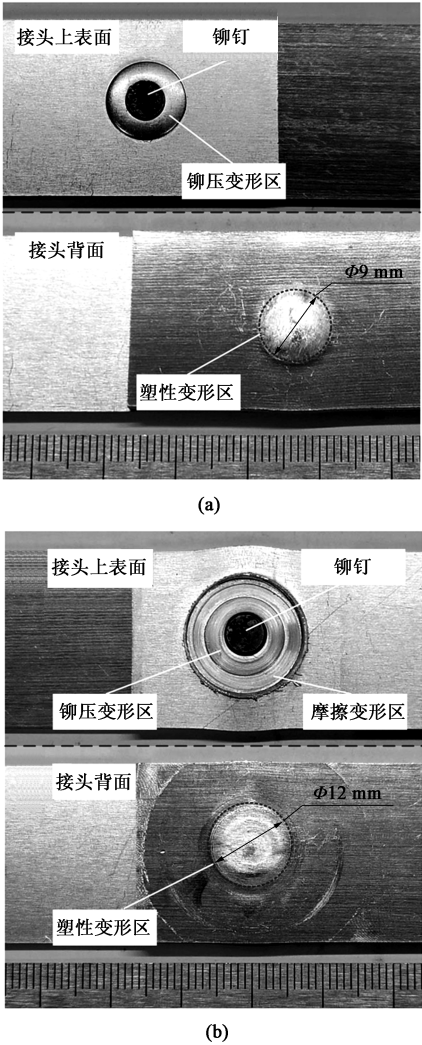 接头上表面
铆钉
铆压变形区
接头背面
Φ9 mm
塑性变形区
(a)
接头上表面
铆钉
铆压变形区
摩擦变形区
接头背面
Φ12 mm
塑性变形区
(b)